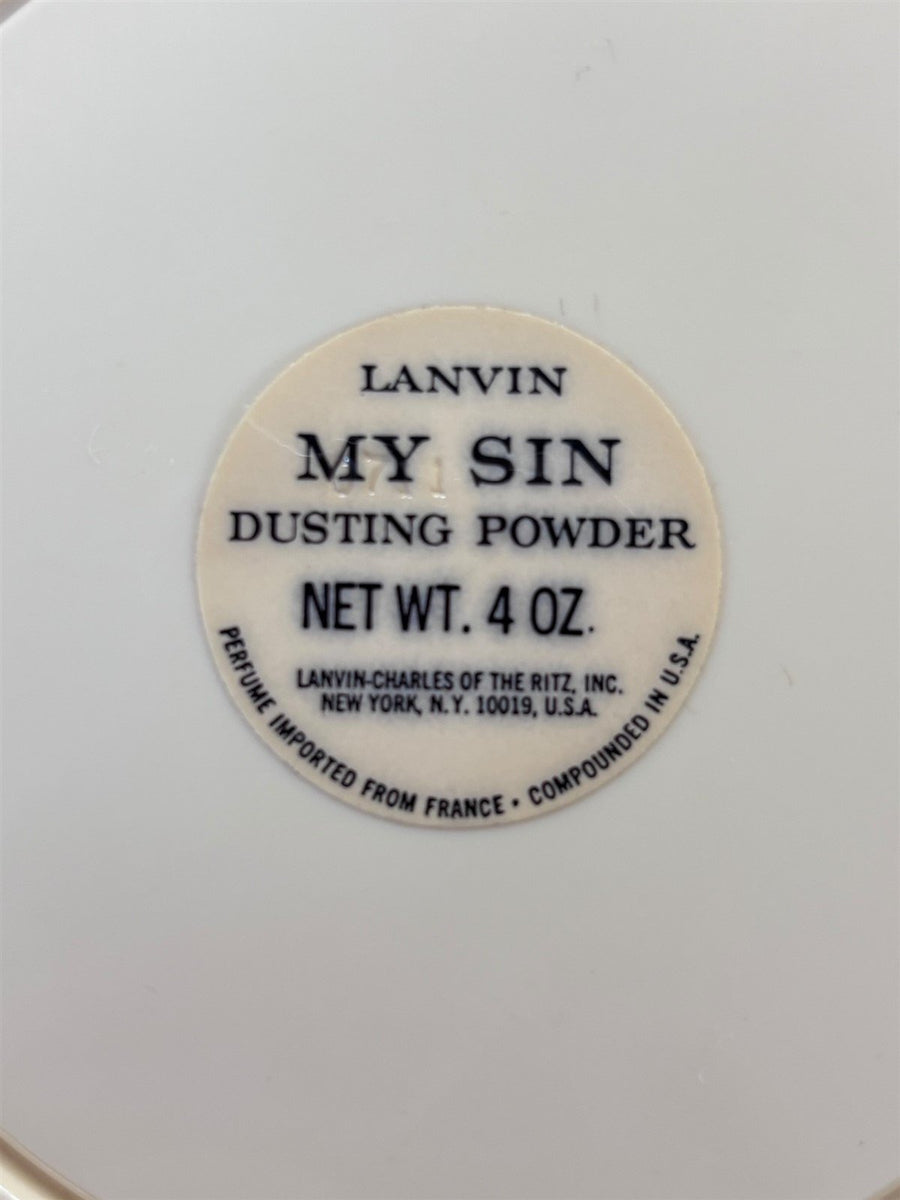 LANVIN
MY SIN
DUSTING POWDER
NET WT. 4 OZ.
LANVIN-CHARLES OF THE RITZ, INC.
NEW YORK, N.Y. 10019, U.S.A.
PERFUME IMPORTED FROM FRANCE • COMPOUNDED IN U.S.A.